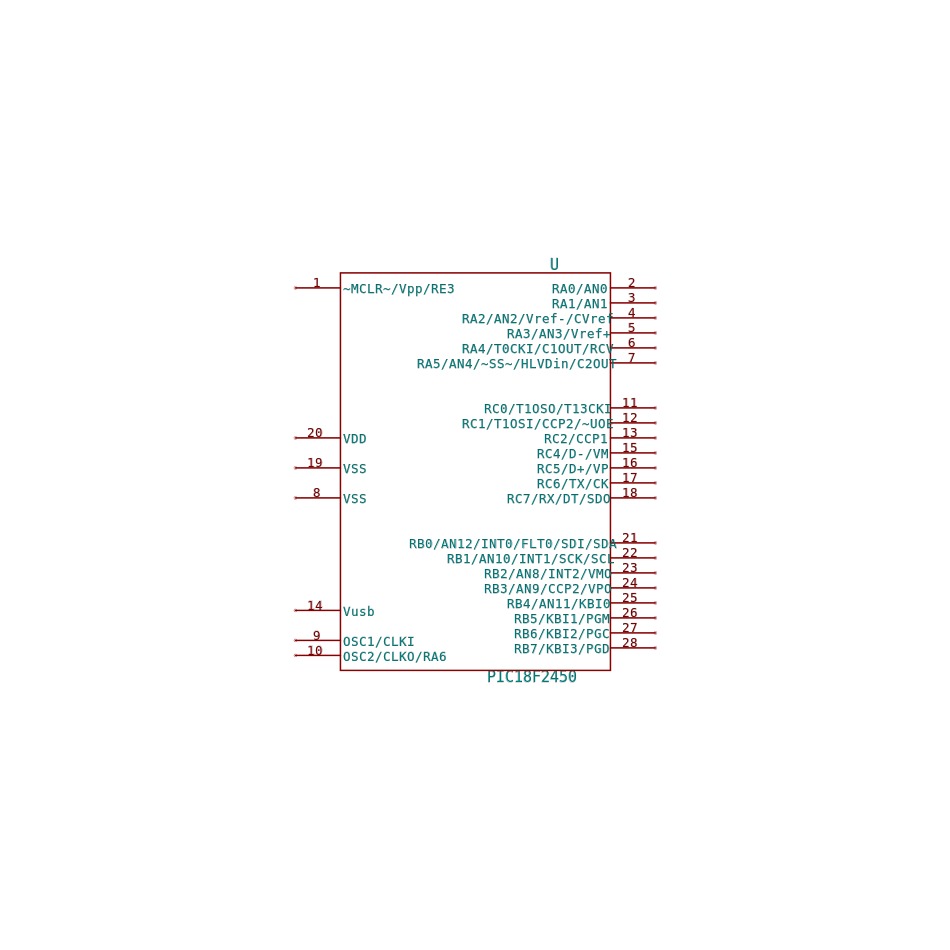 U
1 ~MCLR~/Vpp/RE3 RA0/AN0 2
RA1/AN1 3
RA2/AN2/Vref-/CVref 4
RA3/AN3/Vref+ 5
RA4/T0CKI/C1OUT/RCV 6
RA5/AN4/~SS~/HLVDin/C2OUT 7
RC0/T1OSO/T13CKI 11
RC1/T1OSI/CCP2/~UOE 12
20 VDD RC2/CCP1 13
RC4/D-/VM 15
19 VSS RC5/D+/VP 16
RC6/TX/CK 17
8 VSS RC7/RX/DT/SDO 18
RB0/AN12/INT0/FLT0/SDI/SDA 21
RB1/AN10/INT1/SCK/SCL 22
RB2/AN8/INT2/VMO 23
RB3/AN9/CCP2/VPO 24
RB4/AN11/KBI0 25
14 Vusb RB5/KBI1/PGM 26
RB6/KBI2/PGC 27
9 OSC1/CLKI RB7/KBI3/PGD 28
10 OSC2/CLKO/RA6
PIC18F2450